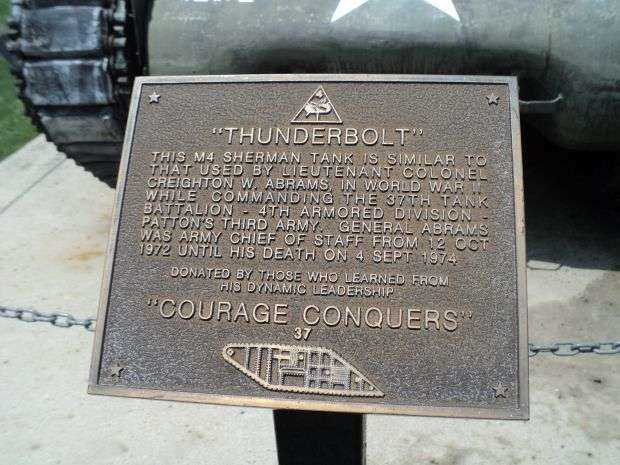 "THUNDERBOLT"
THIS M4 SHERMAN TANK IS SIMILAR TO
THAT USED BY LIEUTENANT COLONEL
CREIGHTON W. ABRAMS, IN WORLD WAR II
WHILE COMMANDING THE 37TH TANK
BATTALION - 4TH ARMORED DIVISION -
PATTON'S THIRD ARMY. GENERAL ABRAMS
WAS ARMY CHIEF OF STAFF FROM 12 OCT
1972 UNTIL HIS DEATH ON 4 SEPT 1974.
DONATED BY THOSE WHO LEARNED FROM
HIS DYNAMIC LEADERSHIP
"COURAGE CONQUERS"
37